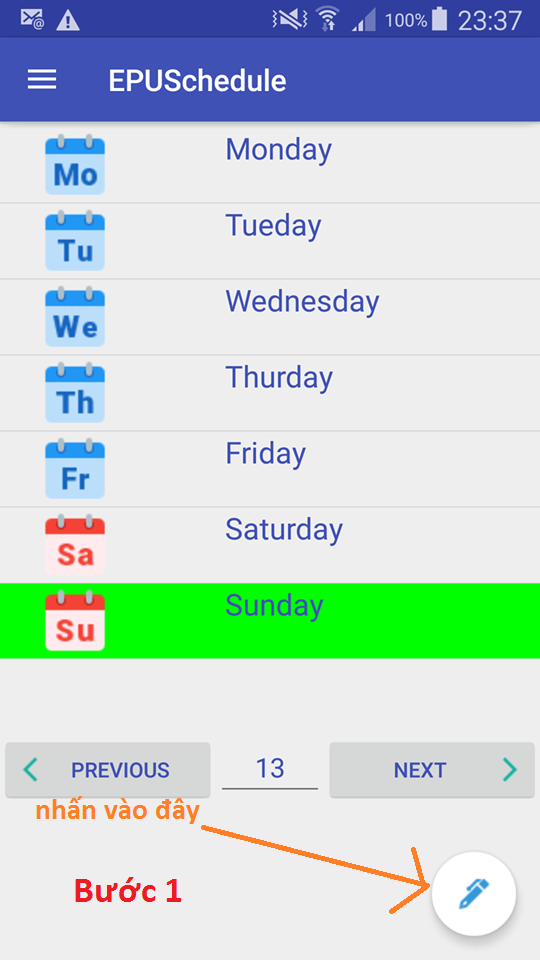 100% 23:37
EPUSchedule
Mo Monday
Tu Tueday
We Wednesday
Th Thurday
Fr Friday
Sa Saturday
Su Sunday
PREVIOUS 13 NEXT
nhấn vào đây
Bước 1